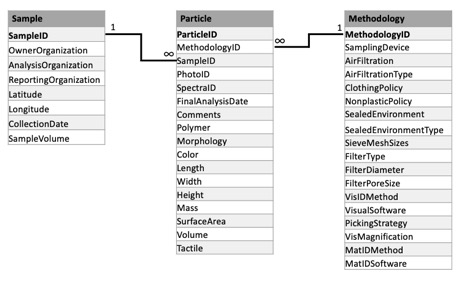 Sample
SampleID
OwnerOrganization
AnalysisOrganization
ReportingOrganization
Latitude
Longitude
CollectionDate
SampleVolume
1
∞
Particle
ParticleID
MethodologyID
SampleID
PhotoID
SpectralID
FinalAnalysisDate
Comments
Polymer
Morphology
Color
Length
Width
Height
Mass
SurfaceArea
Volume
Tactile
∞
1
Methodology
MethodologyID
SamplingDevice
AirFiltration
AirFiltrationType
ClothingPolicy
NonplasticPolicy
SealedEnvironment
SealedEnvironmentType
SieveMeshSizes
FilterType
FilterDiameter
FilterPoreSize
VisIDMethod
VisualSoftware
PickingStrategy
VisMagnification
MatIDMethod
MatIDSoftware